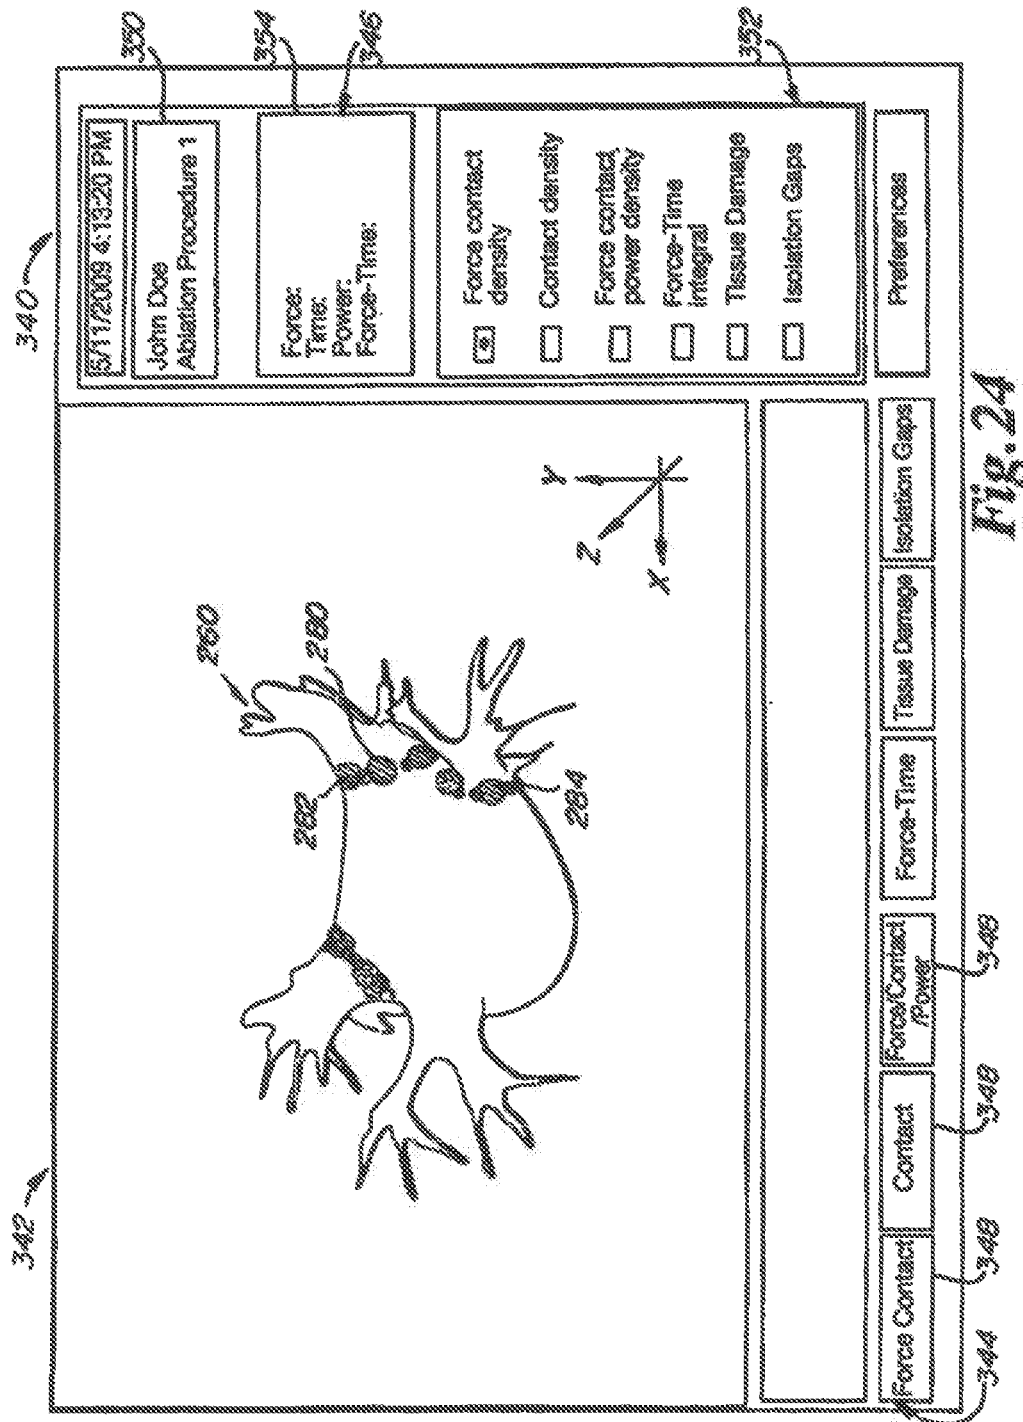 340
342
5/11/2009 4:13:20 PM
350
John Doe
Ablation Procedure 1
354
346
Force:
Time:
Power:
Force-Time:
352
Force contact
density
Contact density
Force contact
power density
Force-Time
integral
Tissue Damage
Isolation Gaps
Preferences
260
280
282
284
Y
Z
X
Force Contact
Contact
Force/Contact
/Power
Force-Time
Tissue Damage
Isolation Gaps
344
348
348
348
Fig. 24